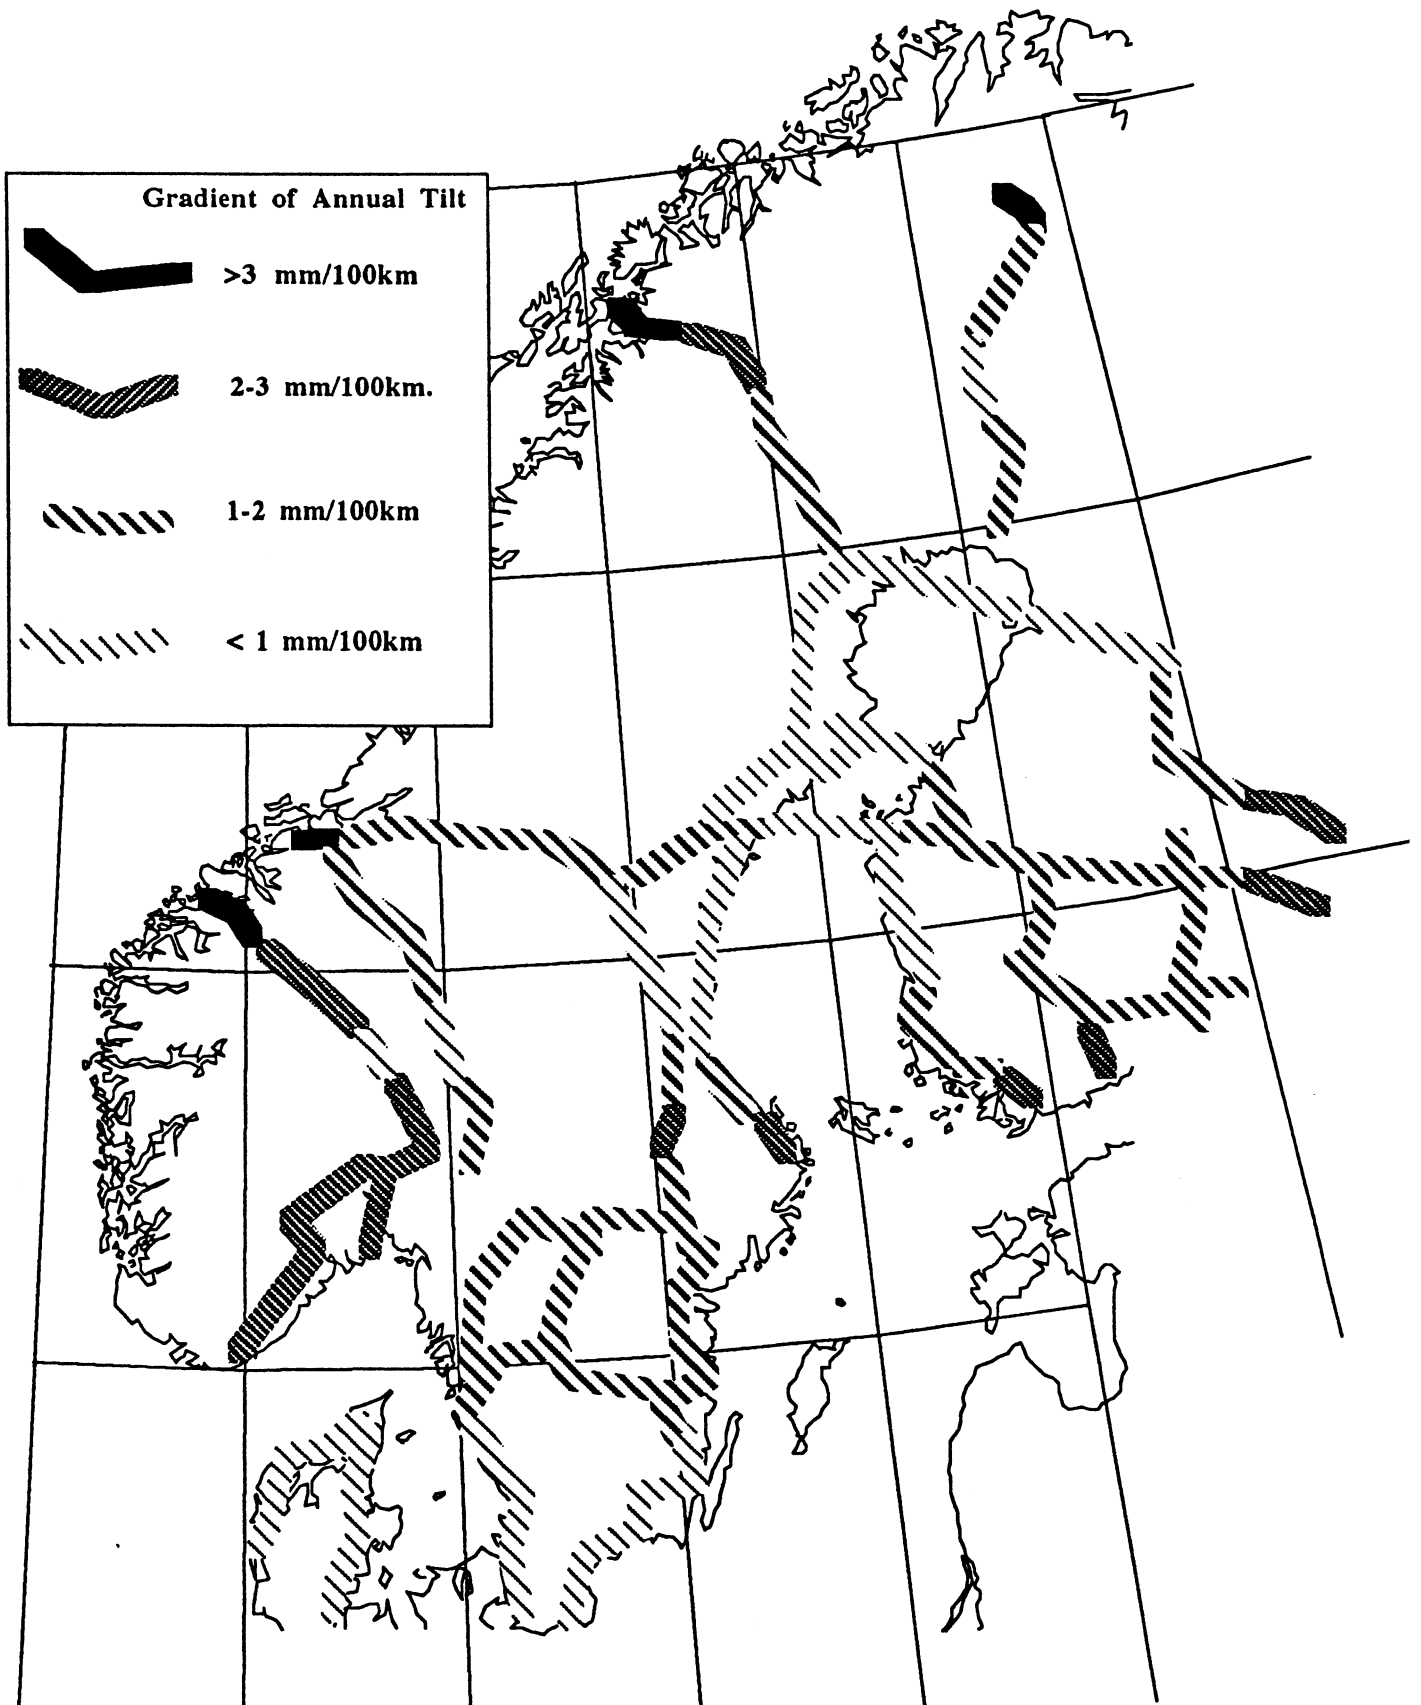 Gradient of Annual Tilt
>3 mm/100km
2-3 mm/100km.
1-2 mm/100km
< 1 mm/100km